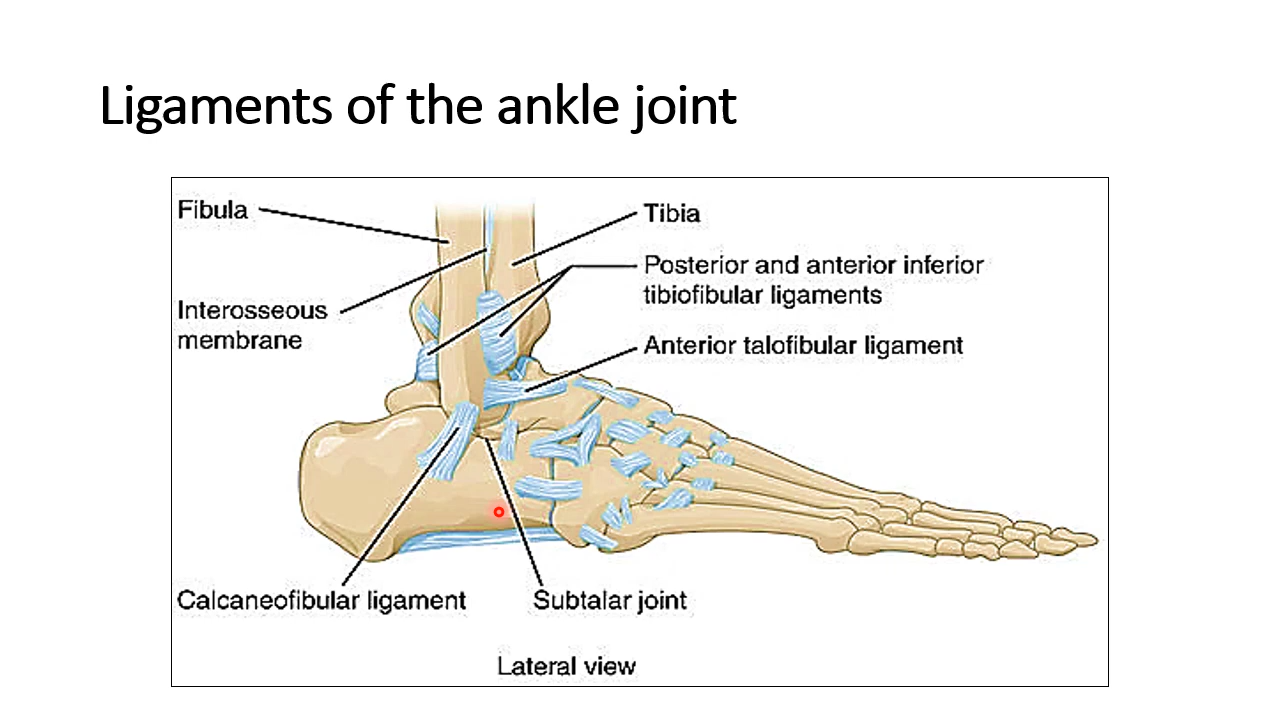 Ligaments of the ankle joint
Fibula
Tibia
Posterior and anterior inferior
tibiofibular ligaments
Interosseous
membrane
Anterior talofibular ligament
Calcaneofibular ligament
Subtalar joint
Lateral view